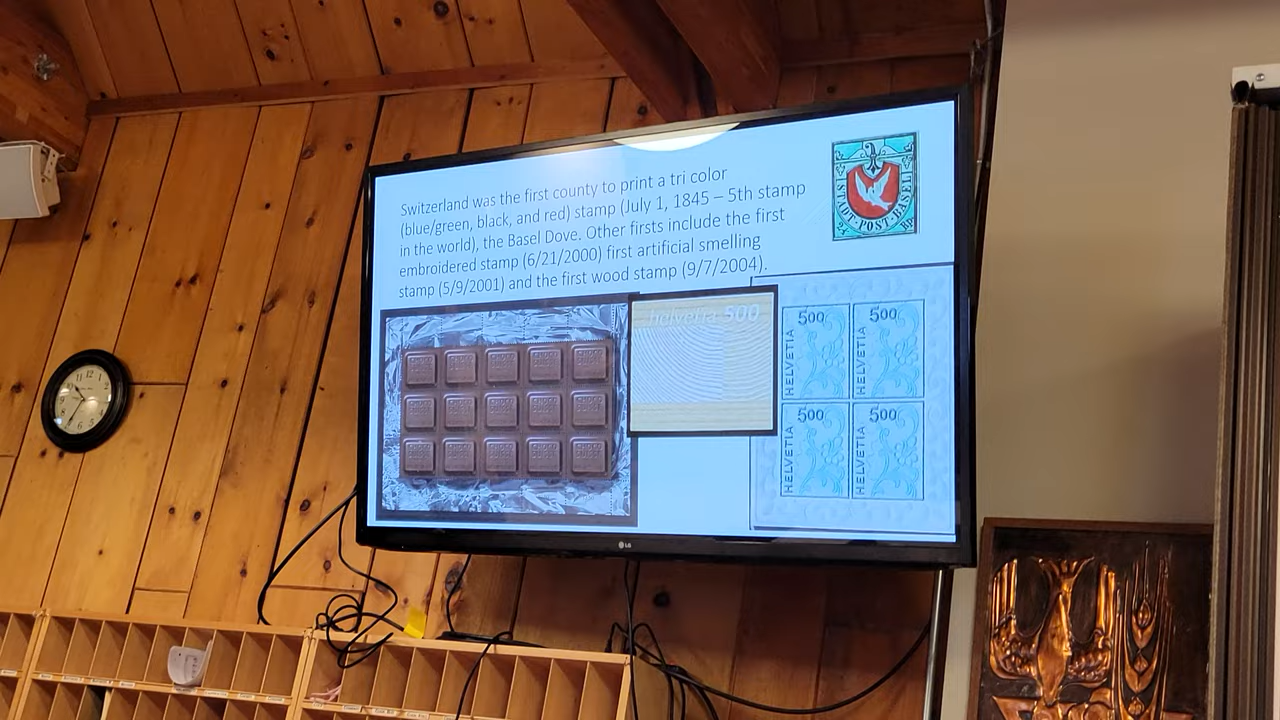 Switzerland was the first county to print a tri color
(blue/green, black, and red) stamp (July 1, 1845 – 5th stamp
in the world), the Basel Dove. Other firsts include the first
embroidered stamp (6/21/2000) first artificial smelling
stamp (5/9/2001) and the first wood stamp (9/7/2004).
STADT·POST·BASEL
helvetia 500
500 HELVETIA
500 HELVETIA
500 HELVETIA
500 HELVETIA
LG